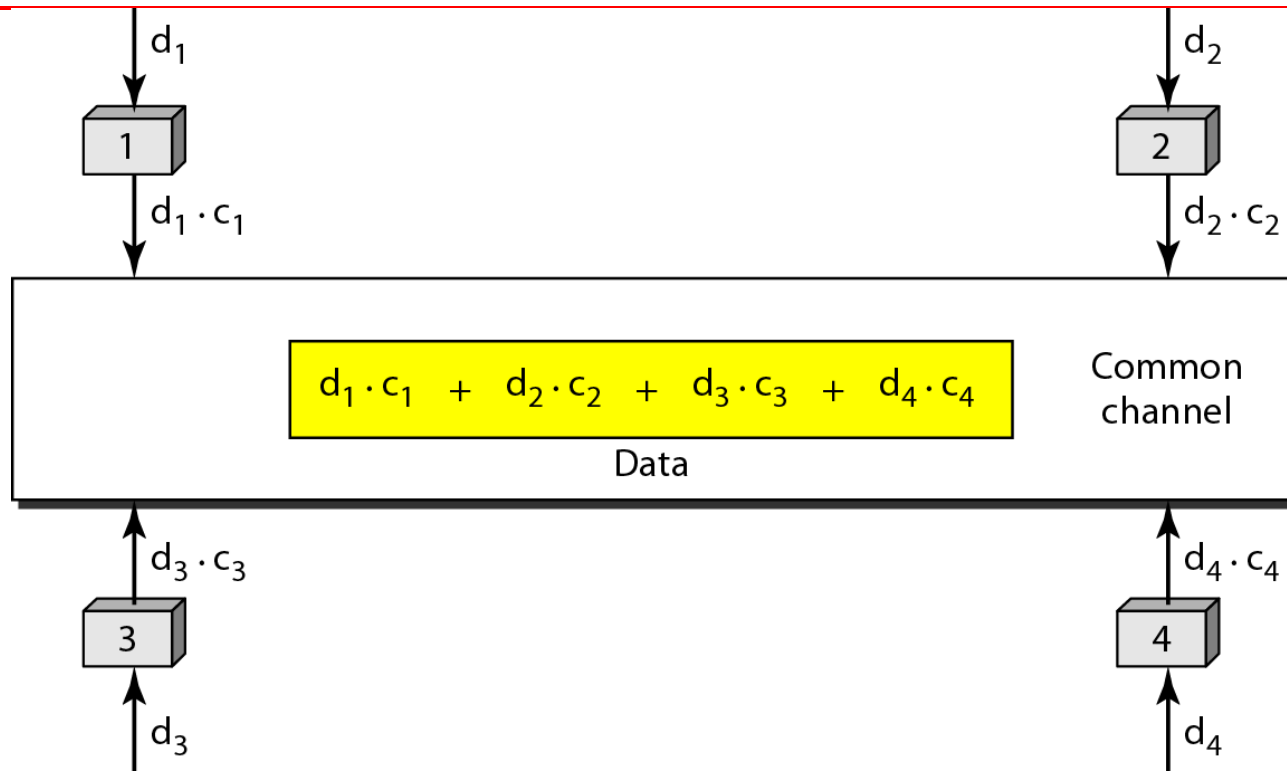 d₁ d₂
1 2
d₁ · c₁ d₂ · c₂
d₁ · c₁ + d₂ · c₂ + d₃ · c₃ + d₄ · c₄
Common
channel
Data
d₃ · c₃ d₄ · c₄
3 4
d₃ d₄